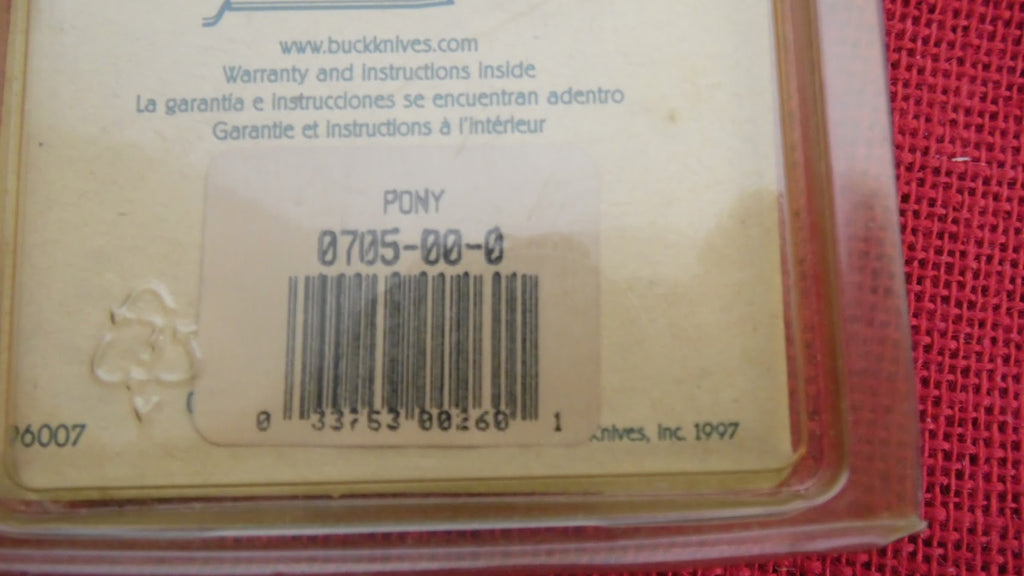 www.buckknives.com
Warranty and Instructions Inside
La garantía e instrucciones se encuentran adentro
Garantie et instructions à l'intérieur
PONY
0705-00-0
0 33753 00260 1
96007
Knives, Inc. 1997